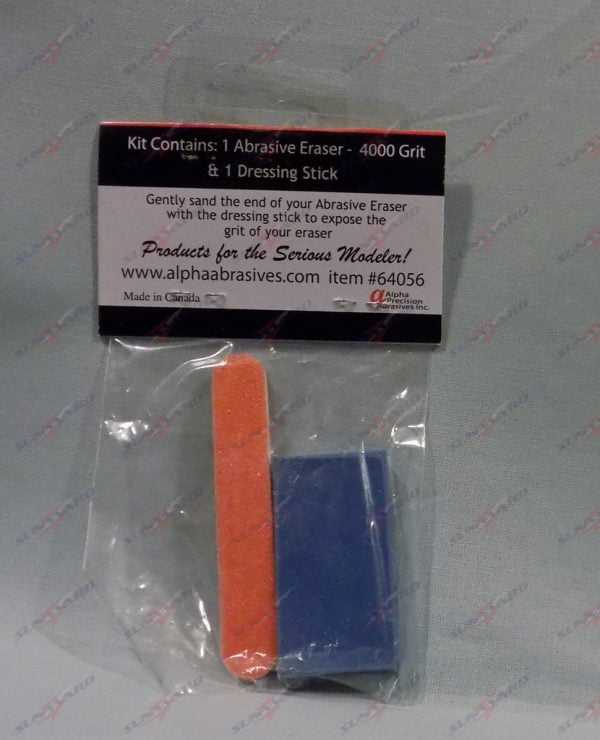 Kit Contains: 1 Abrasive Eraser - 4000 Grit
& 1 Dressing Stick
Gently sand the end of your Abrasive Eraser
with the dressing stick to expose the
grit of your eraser
Products for the Serious Modeler!
www.alphaabrasives.com item #64056
Made in Canada
α Alpha
Precision
Abrasives Inc.
SUNWARD